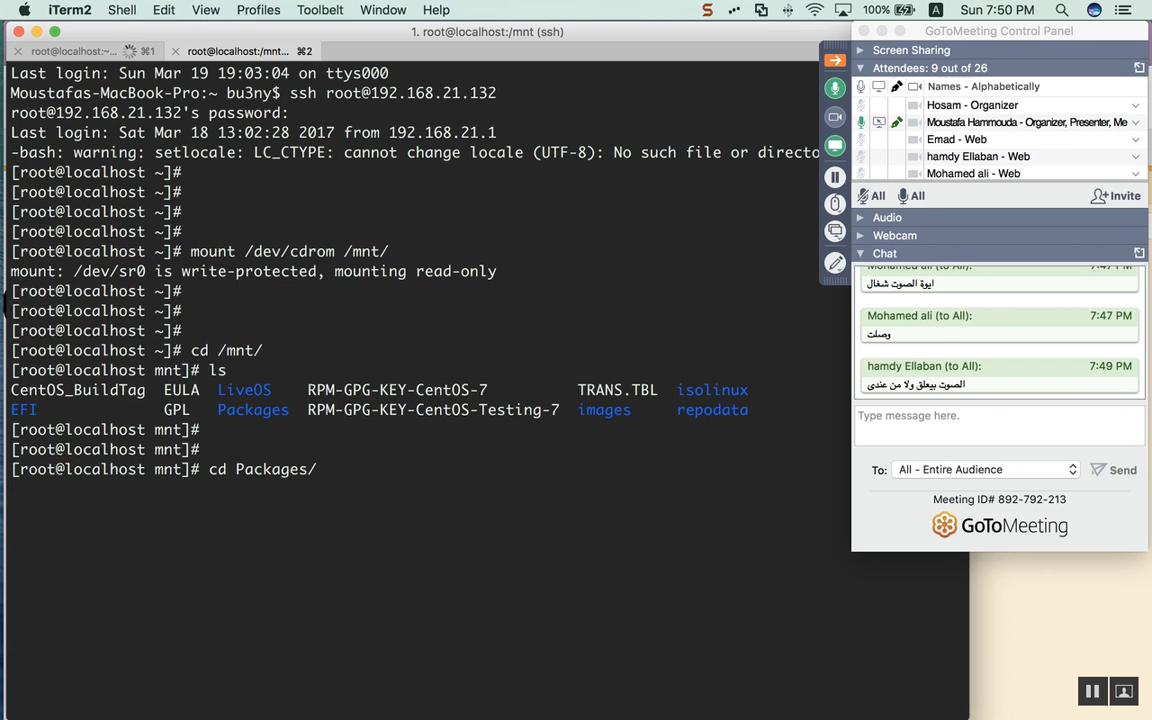 iTerm2 Shell Edit View Profiles Toolbelt Window Help 100% A Sun 7:50 PM
1. root@localhost:/mnt (ssh)
root@localhost:~... ⌘1 root@localhost:/mnt... ⌘2
Last login: Sun Mar 19 19:03:04 on ttys000
Moustafas-MacBook-Pro:~ bu3ny$ ssh root@192.168.21.132
root@192.168.21.132's password:
Last login: Sat Mar 18 13:02:28 2017 from 192.168.21.1
-bash: warning: setlocale: LC_CTYPE: cannot change locale (UTF-8): No such file or directo
[root@localhost ~]#
[root@localhost ~]#
[root@localhost ~]#
[root@localhost ~]#
[root@localhost ~]# mount /dev/cdrom /mnt/
mount: /dev/sr0 is write-protected, mounting read-only
[root@localhost ~]#
[root@localhost ~]#
[root@localhost ~]#
[root@localhost ~]# cd /mnt/
[root@localhost mnt]# ls
CentOS_BuildTag EULA LiveOS RPM-GPG-KEY-CentOS-7 TRANS.TBL isolinux
EFI GPL Packages RPM-GPG-KEY-CentOS-Testing-7 images repodata
[root@localhost mnt]#
[root@localhost mnt]#
[root@localhost mnt]# cd Packages/
GoToMeeting Control Panel
Screen Sharing
Attendees: 9 out of 26
Names - Alphabetically
Hosam - Organizer
Moustafa Hammouda - Organizer, Presenter, Me
Emad - Web
hamdy Ellaban - Web
Mohamed ali - Web
All All Invite
Audio
Webcam
Chat
Mohamed ali (to All): 7:47 PM
ايوة الصوت شغال
Mohamed ali (to All): 7:47 PM
وصلت
hamdy Ellaban (to All): 7:49 PM
الصوت بيعلق ولا من عندى
Type message here.
To: All - Entire Audience Send
Meeting ID# 892-792-213
GoToMeeting